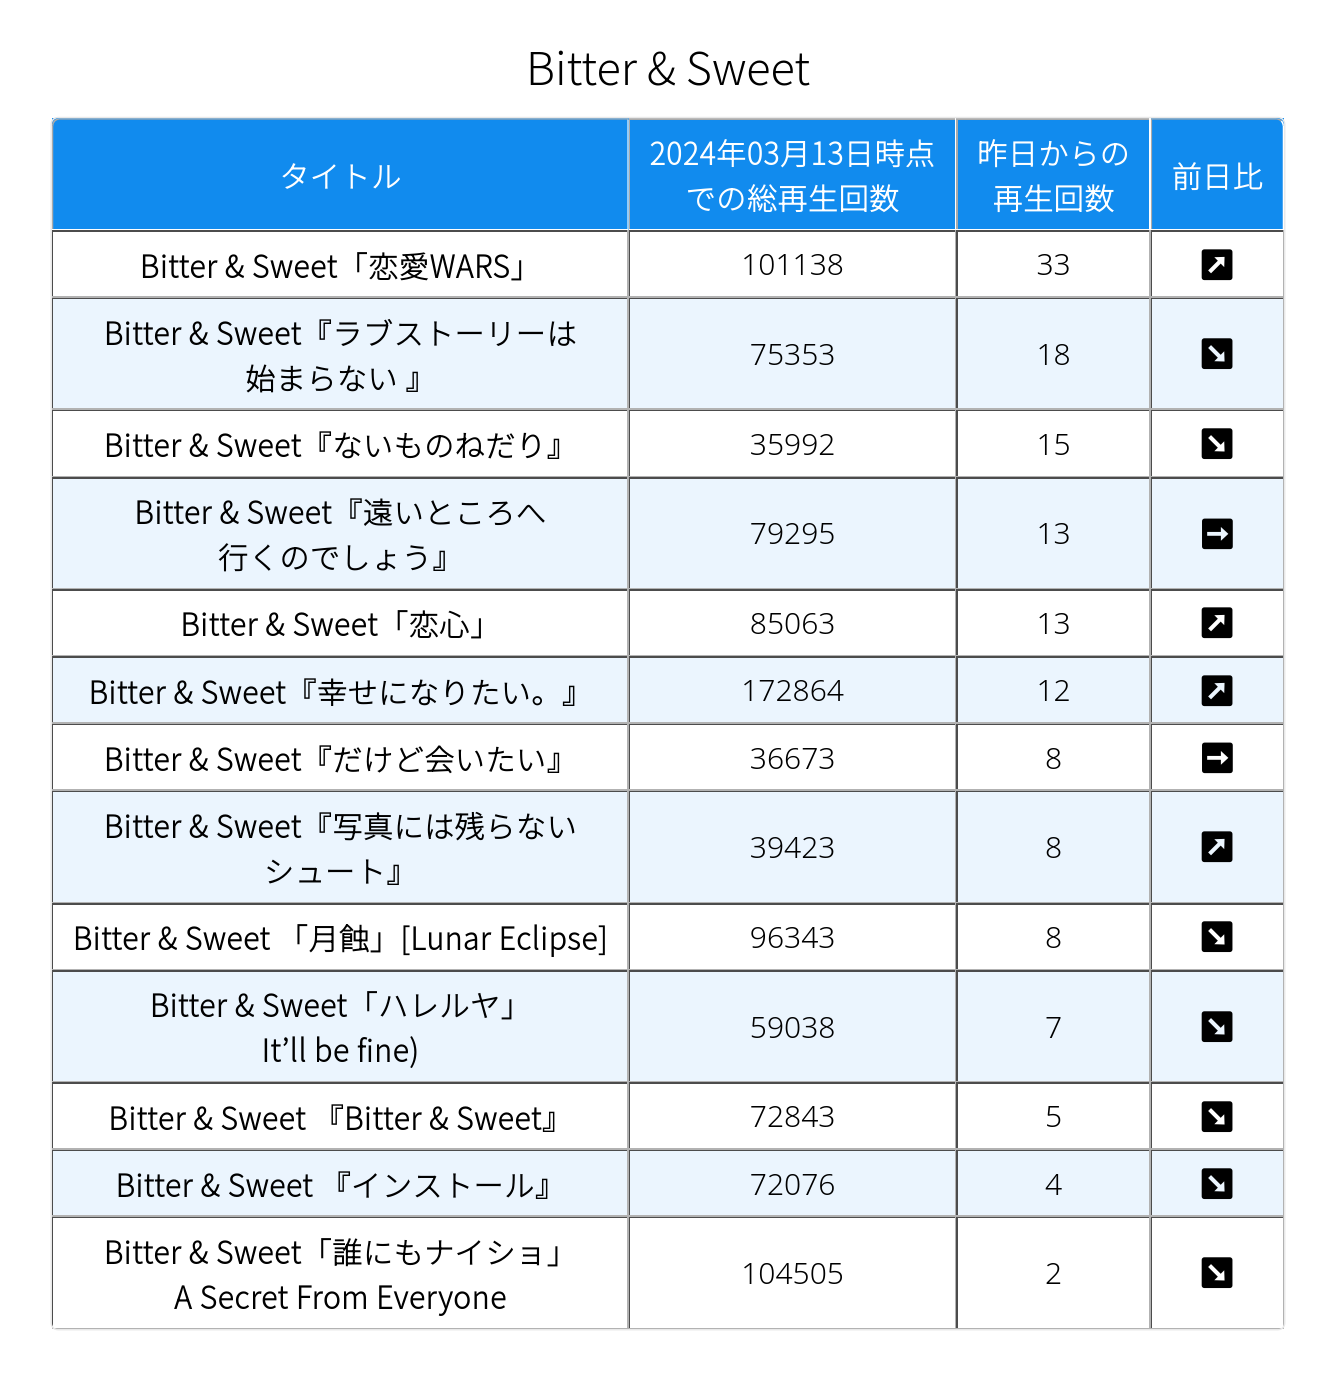 Bitter & Sweet
タイトル
2024年03月13日時点
での総再生回数
昨日からの
再生回数
前日比
Bitter & Sweet「恋愛WARS」
101138
33
Bitter & Sweet『ラブストーリーは
始まらない 』
75353
18
Bitter & Sweet『ないものねだり』
35992
15
Bitter & Sweet『遠いところへ
行くのでしょう』
79295
13
Bitter & Sweet「恋心」
85063
13
Bitter & Sweet『幸せになりたい。』
172864
12
Bitter & Sweet『だけど会いたい』
36673
8
Bitter & Sweet『写真には残らない
シュート』
39423
8
Bitter & Sweet 「月蝕」[Lunar Eclipse]
96343
8
Bitter & Sweet「ハレルヤ」
It’ll be fine)
59038
7
Bitter & Sweet 『Bitter & Sweet』
72843
5
Bitter & Sweet 『インストール』
72076
4
Bitter & Sweet「誰にもナイショ」
A Secret From Everyone
104505
2